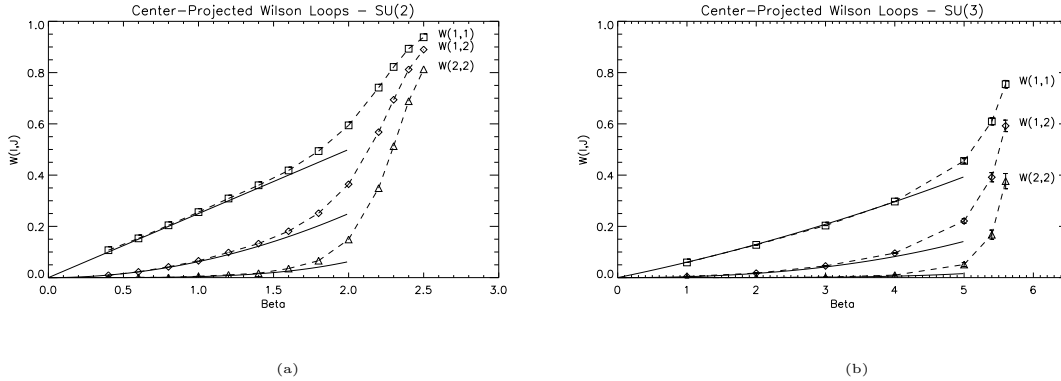 Center-Projected Wilson Loops - SU(2)
1.0
0.8
0.6
0.4
0.2
0.0
W(I,J)
W(1,1)
W(1,2)
W(2,2)
0.0 0.5 1.0 1.5 2.0 2.5 3.0
Beta
(a)
Center-Projected Wilson Loops - SU(3)
1.0
0.8
0.6
0.4
0.2
0.0
W(I,J)
W(1,1)
W(1,2)
W(2,2)
0 1 2 3 4 5 6
Beta
(b)